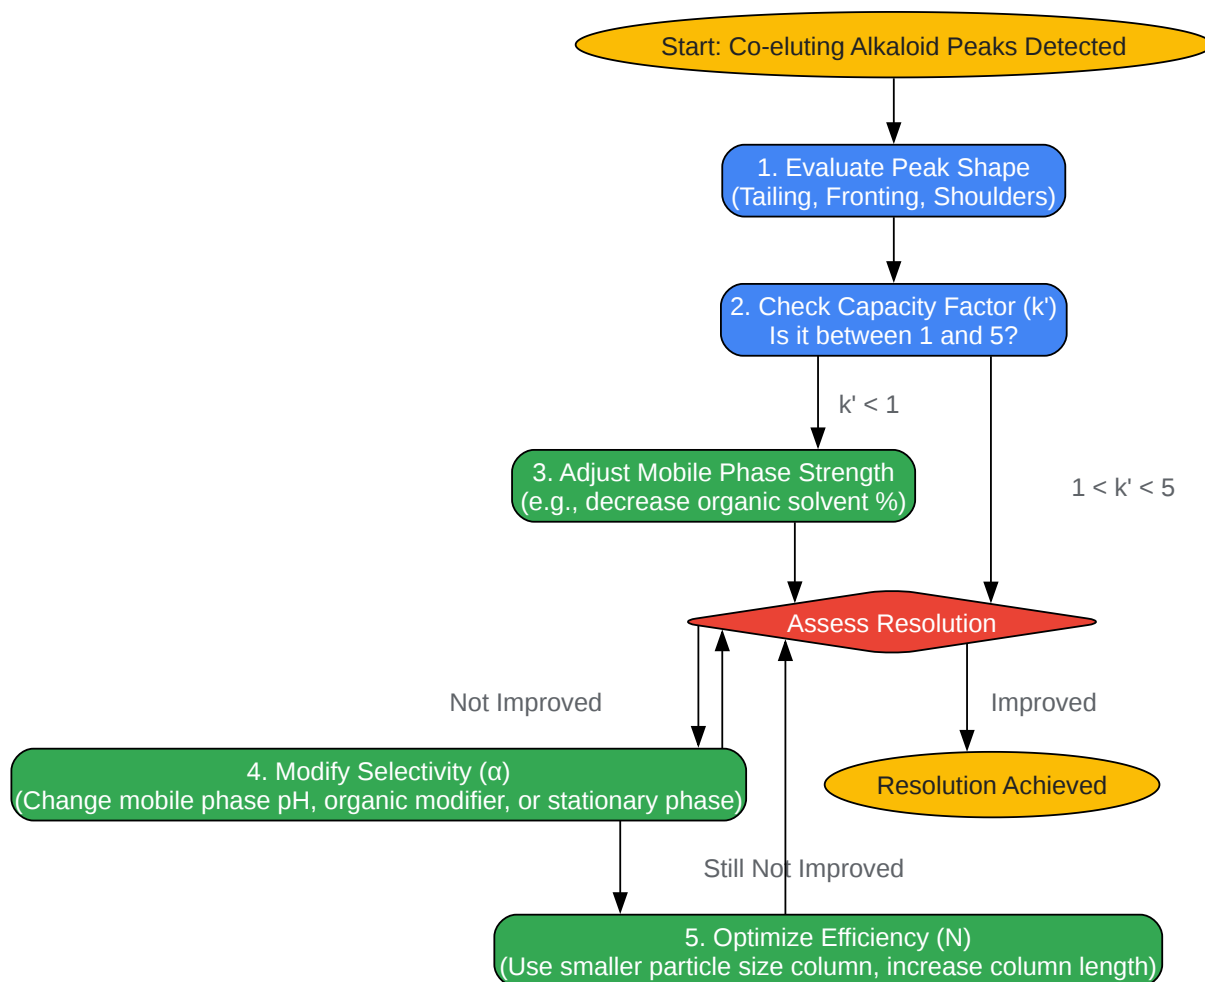 Start: Co-eluting Alkaloid Peaks Detected
1. Evaluate Peak Shape
(Tailing, Fronting, Shoulders)
2. Check Capacity Factor (k')
Is it between 1 and 5?
k' < 1
3. Adjust Mobile Phase Strength
(e.g., decrease organic solvent %)
1 < k' < 5
Assess Resolution
Not Improved
Improved
4. Modify Selectivity (α)
(Change mobile phase pH, organic modifier, or stationary phase)
Resolution Achieved
Still Not Improved
5. Optimize Efficiency (N)
(Use smaller particle size column, increase column length)